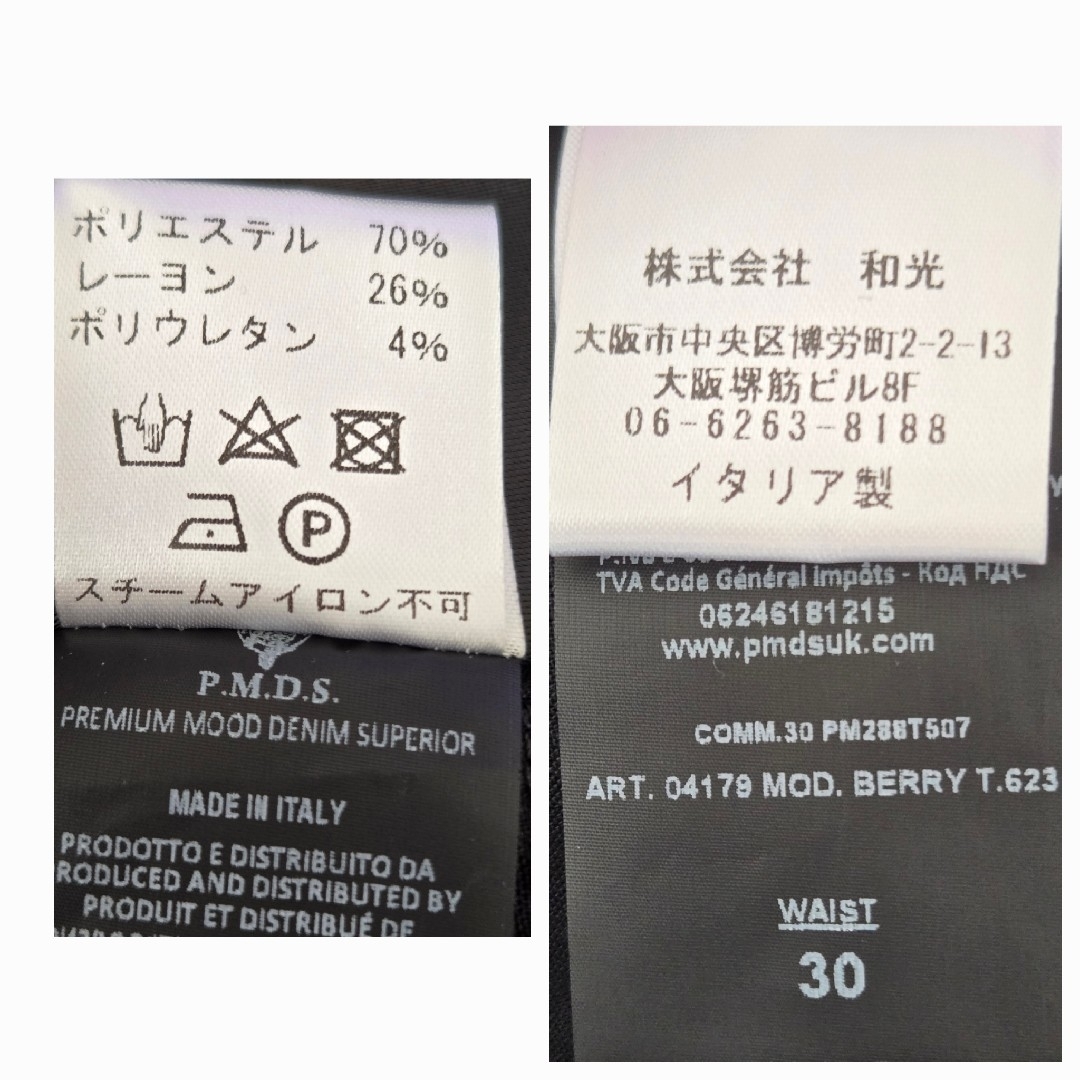 ポリエステル 70%
レーヨン 26%
ポリウレタン 4%
P
スチームアイロン不可
P.M.D.S.
PREMIUM MOOD DENIM SUPERIOR
MADE IN ITALY
PRODOTTO E DISTRIBUITO DA
RODUCED AND DISTRIBUTED BY
PRODUIT ET DISTRIBUÉ DE
株式会社 和光
大阪市中央区博労町2-2-13
大阪堺筋ビル8F
06-6263-8188
イタリア製
TVA Code Général Impôts - Код НДС
06246181215
www.pmdsuk.com
COMM.30 PM288T507
ART. 04179 MOD. BERRY T.623
WAIST
30